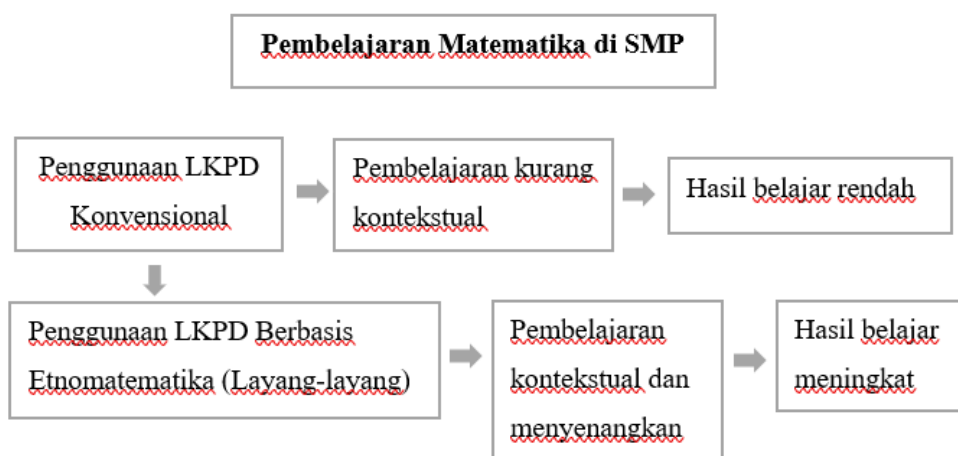 Pembelajaran Matematika di SMP
Penggunaan LKPD
Konvensional
Pembelajaran kurang
kontekstual
Hasil belajar rendah
Penggunaan LKPD Berbasis
Etnomatematika (Layang-layang)
Pembelajaran
kontekstual dan
menyenangkan
Hasil belajar
meningkat